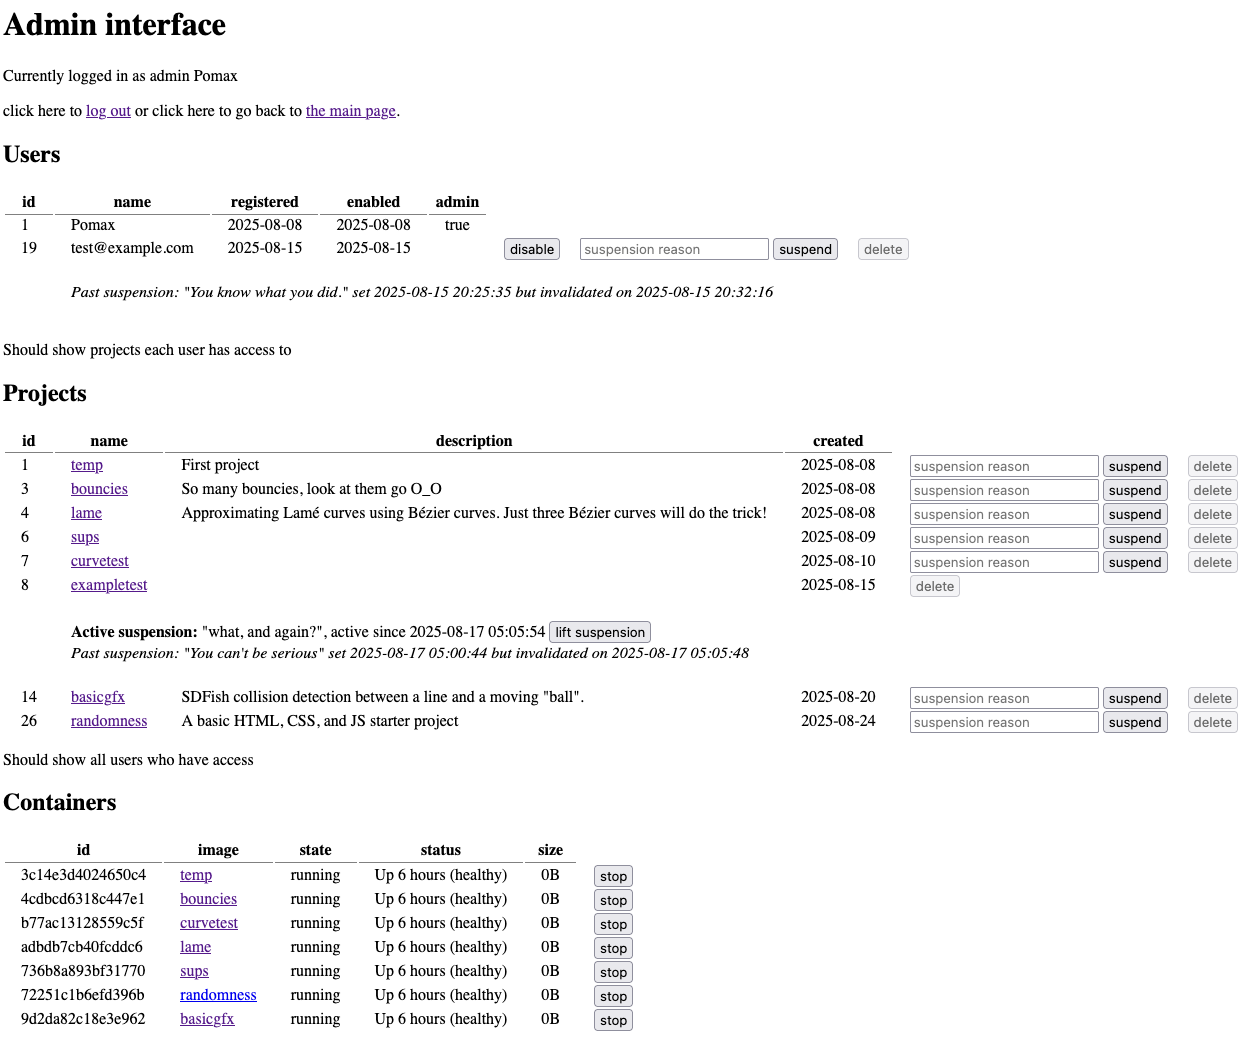 Admin interface
Currently logged in as admin Pomax
click here to log out or click here to go back to the main page.
Users
id name registered enabled admin
1 Pomax 2025-08-08 2025-08-08 true
19 test@example.com 2025-08-15 2025-08-15 disable suspension reason suspend delete
Past suspension: "You know what you did." set 2025-08-15 20:25:35 but invalidated on 2025-08-15 20:32:16
Should show projects each user has access to
Projects
id name description created
1 temp First project 2025-08-08 suspension reason suspend delete
3 bouncies So many bouncies, look at them go O_O 2025-08-08 suspension reason suspend delete
4 lame Approximating Lamé curves using Bézier curves. Just three Bézier curves will do the trick! 2025-08-08 suspension reason suspend delete
6 sups 2025-08-09 suspension reason suspend delete
7 curvetest 2025-08-10 suspension reason suspend delete
8 exampletest 2025-08-15 delete
Active suspension: "what, and again?", active since 2025-08-17 05:05:54 lift suspension
Past suspension: "You can't be serious" set 2025-08-17 05:00:44 but invalidated on 2025-08-17 05:05:48
14 basicgfx SDFish collision detection between a line and a moving "ball". 2025-08-20 suspension reason suspend delete
26 randomness A basic HTML, CSS, and JS starter project 2025-08-24 suspension reason suspend delete
Should show all users who have access
Containers
id image state status size
3c14e3d4024650c4 temp running Up 6 hours (healthy) 0B stop
4cdbcd6318c447e1 bouncies running Up 6 hours (healthy) 0B stop
b77ac13128559c5f curvetest running Up 6 hours (healthy) 0B stop
adbdb7cb40fcddc6 lame running Up 6 hours (healthy) 0B stop
736b8a893bf31770 sups running Up 6 hours (healthy) 0B stop
72251c1b6efd396b randomness running Up 6 hours (healthy) 0B stop
9d2da82c18e3e962 basicgfx running Up 6 hours (healthy) 0B stop